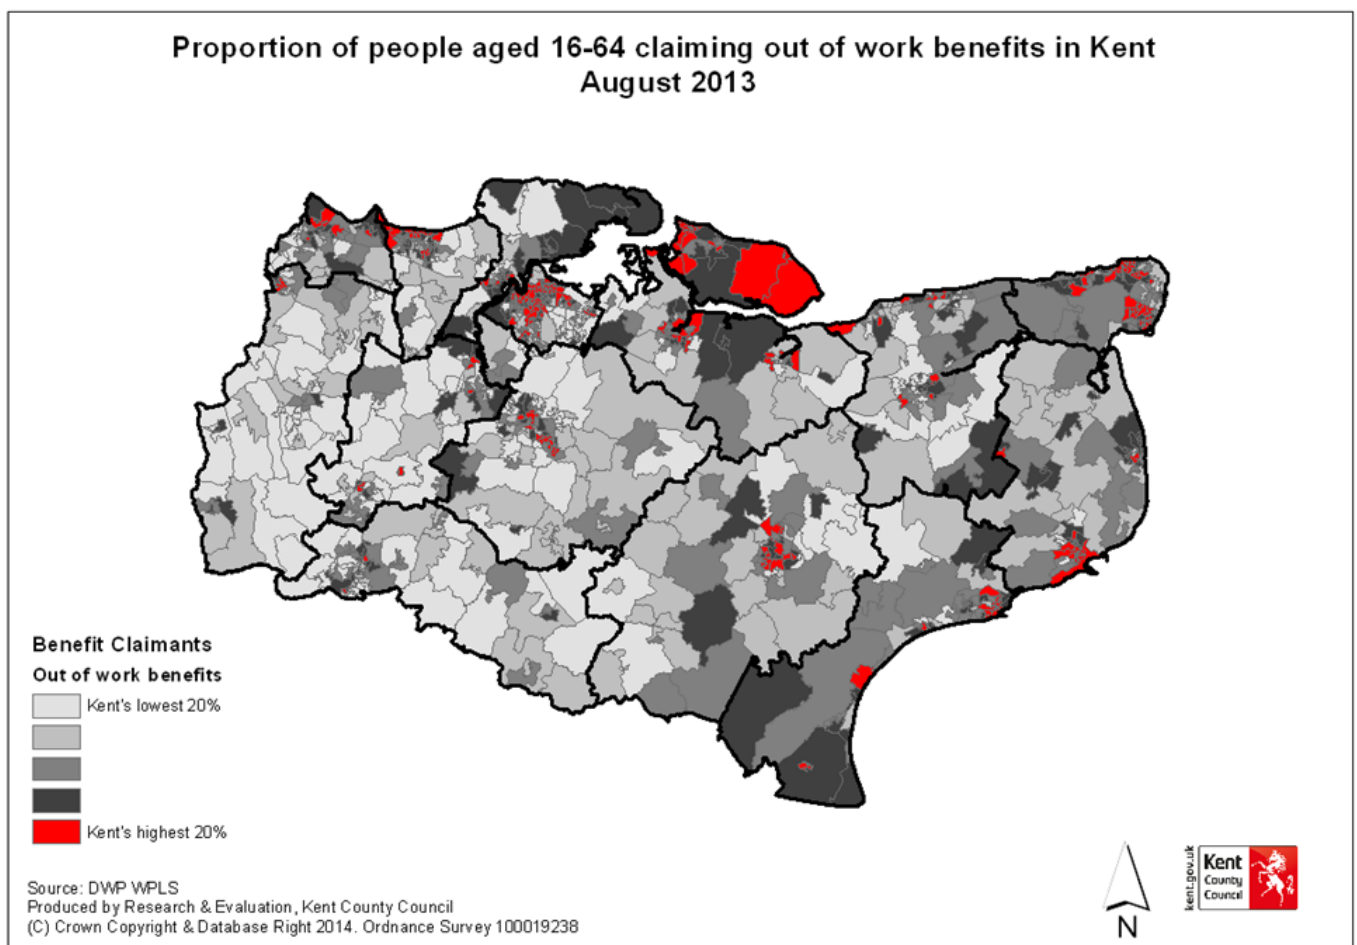 Proportion of people aged 16-64 claiming out of work benefits in Kent
August 2013
Benefit Claimants
Out of work benefits
Kent's lowest 20%
Kent's highest 20%
Source: DWP WPLS
Produced by Research & Evaluation, Kent County Council
(C) Crown Copyright & Database Right 2014. Ordnance Survey 100019238
N
kent.gov.uk
Kent
County
Council